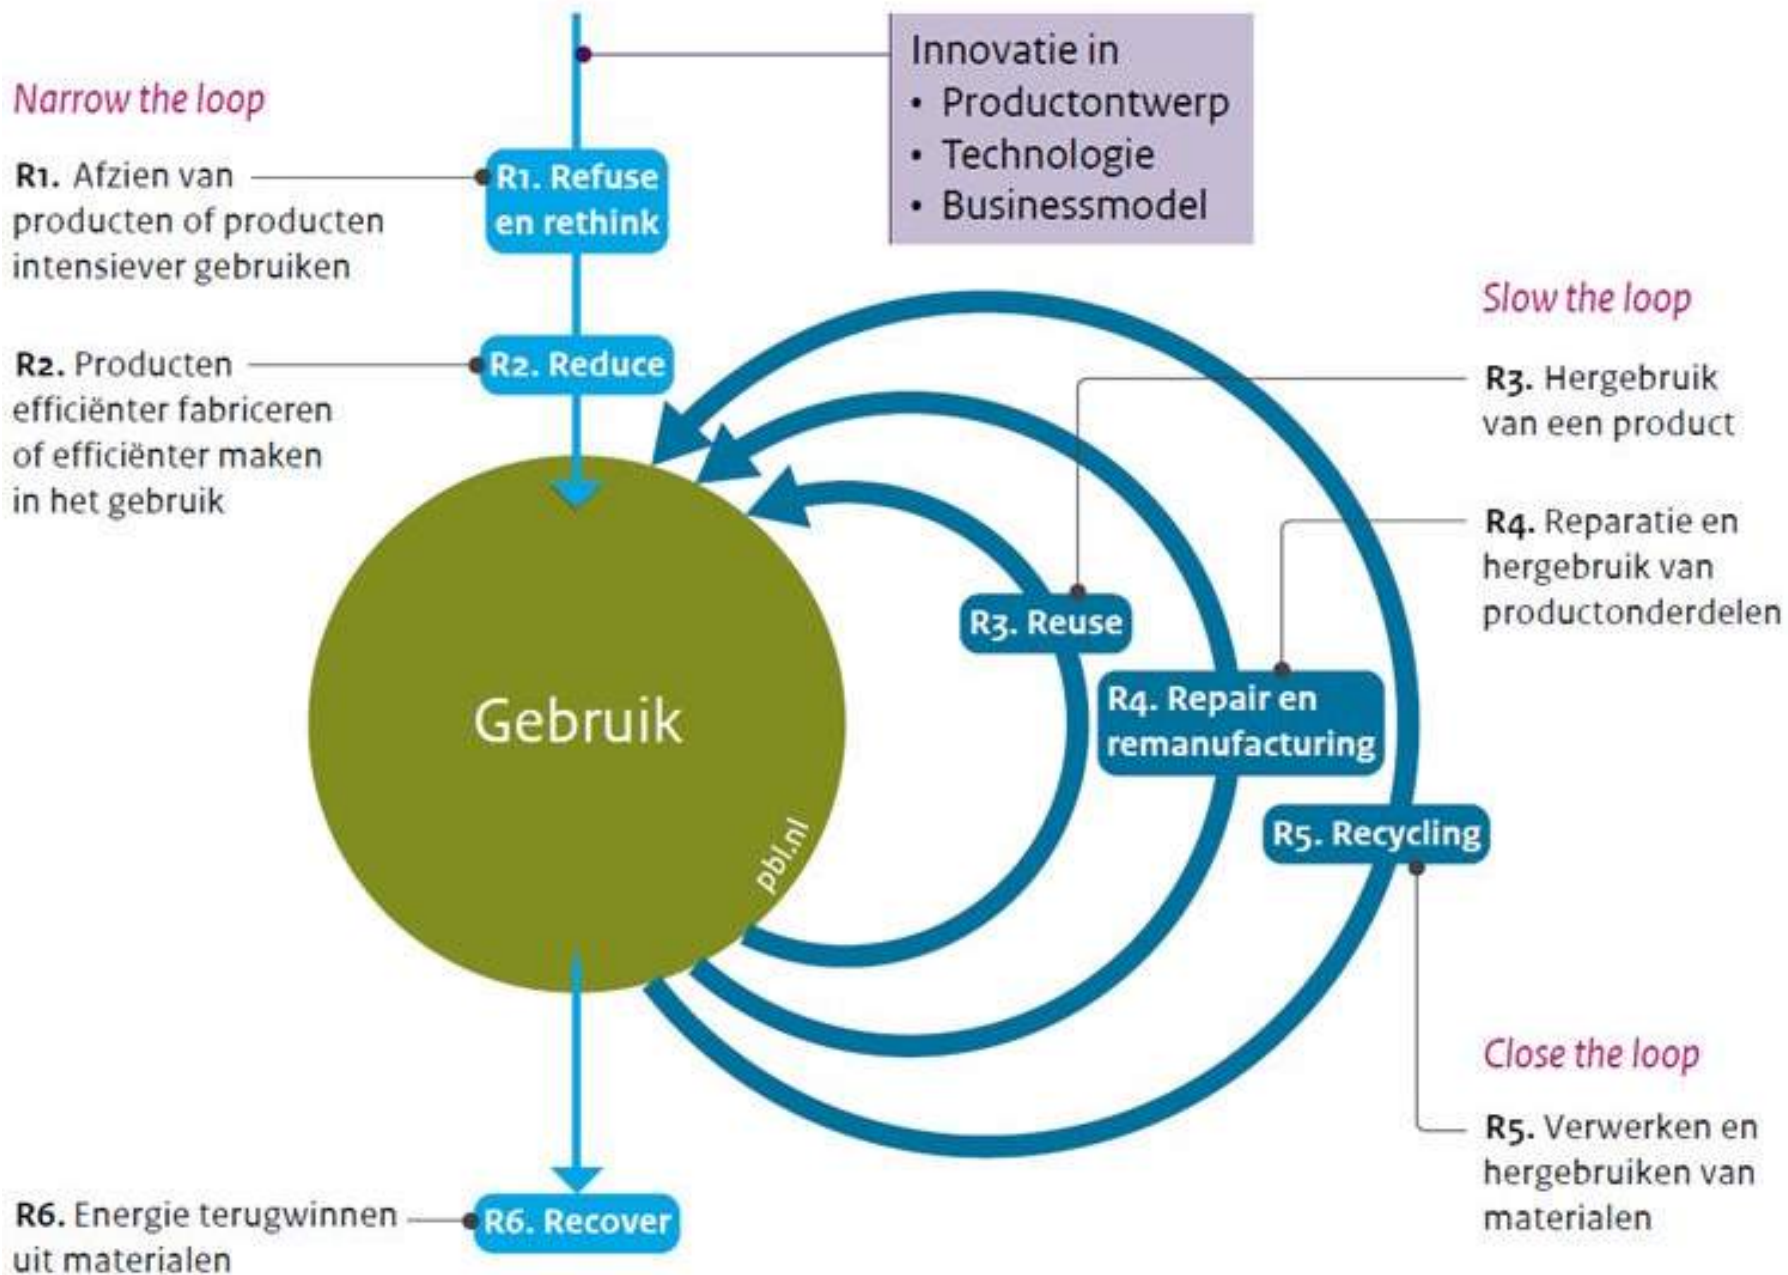 Innovatie in
• Productontwerp
• Technologie
• Businessmodel
Narrow the loop
R1. Afzien van
producten of producten
intensiever gebruiken
R1. Refuse
en rethink
R2. Producten
efficiënter fabriceren
of efficiënter maken
in het gebruik
R2. Reduce
Slow the loop
R3. Hergebruik
van een product
R4. Reparatie en
hergebruik van
productonderdelen
R3. Reuse
R4. Repair en
remanufacturing
R5. Recycling
Gebruik
pbl.nl
Close the loop
R5. Verwerken en
hergebruiken van
materialen
R6. Energie terugwinnen
uit materialen
R6. Recover